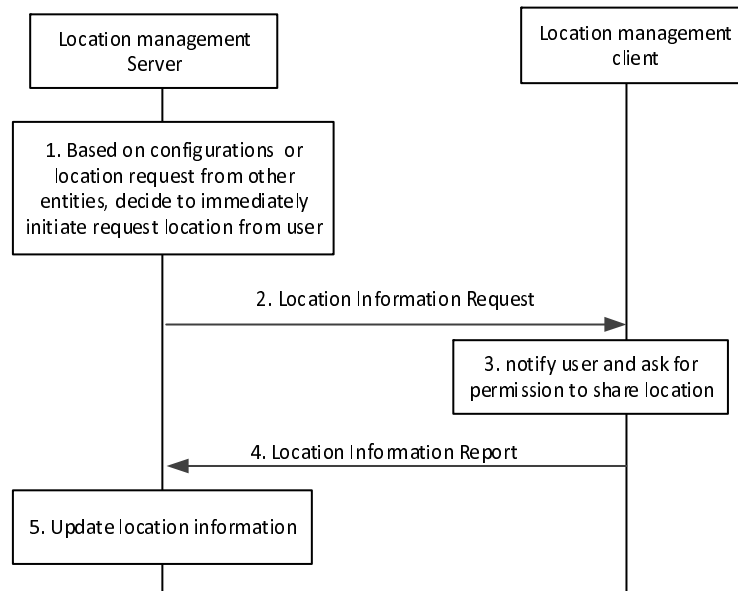 Location management
Server
Location management
client
1. Based on configurations or
location request from other
entities, decide to immediately
initiate request location from user
2. Location Information Request
3. notify user and ask for
permission to share location
4. Location Information Report
5. Update location information